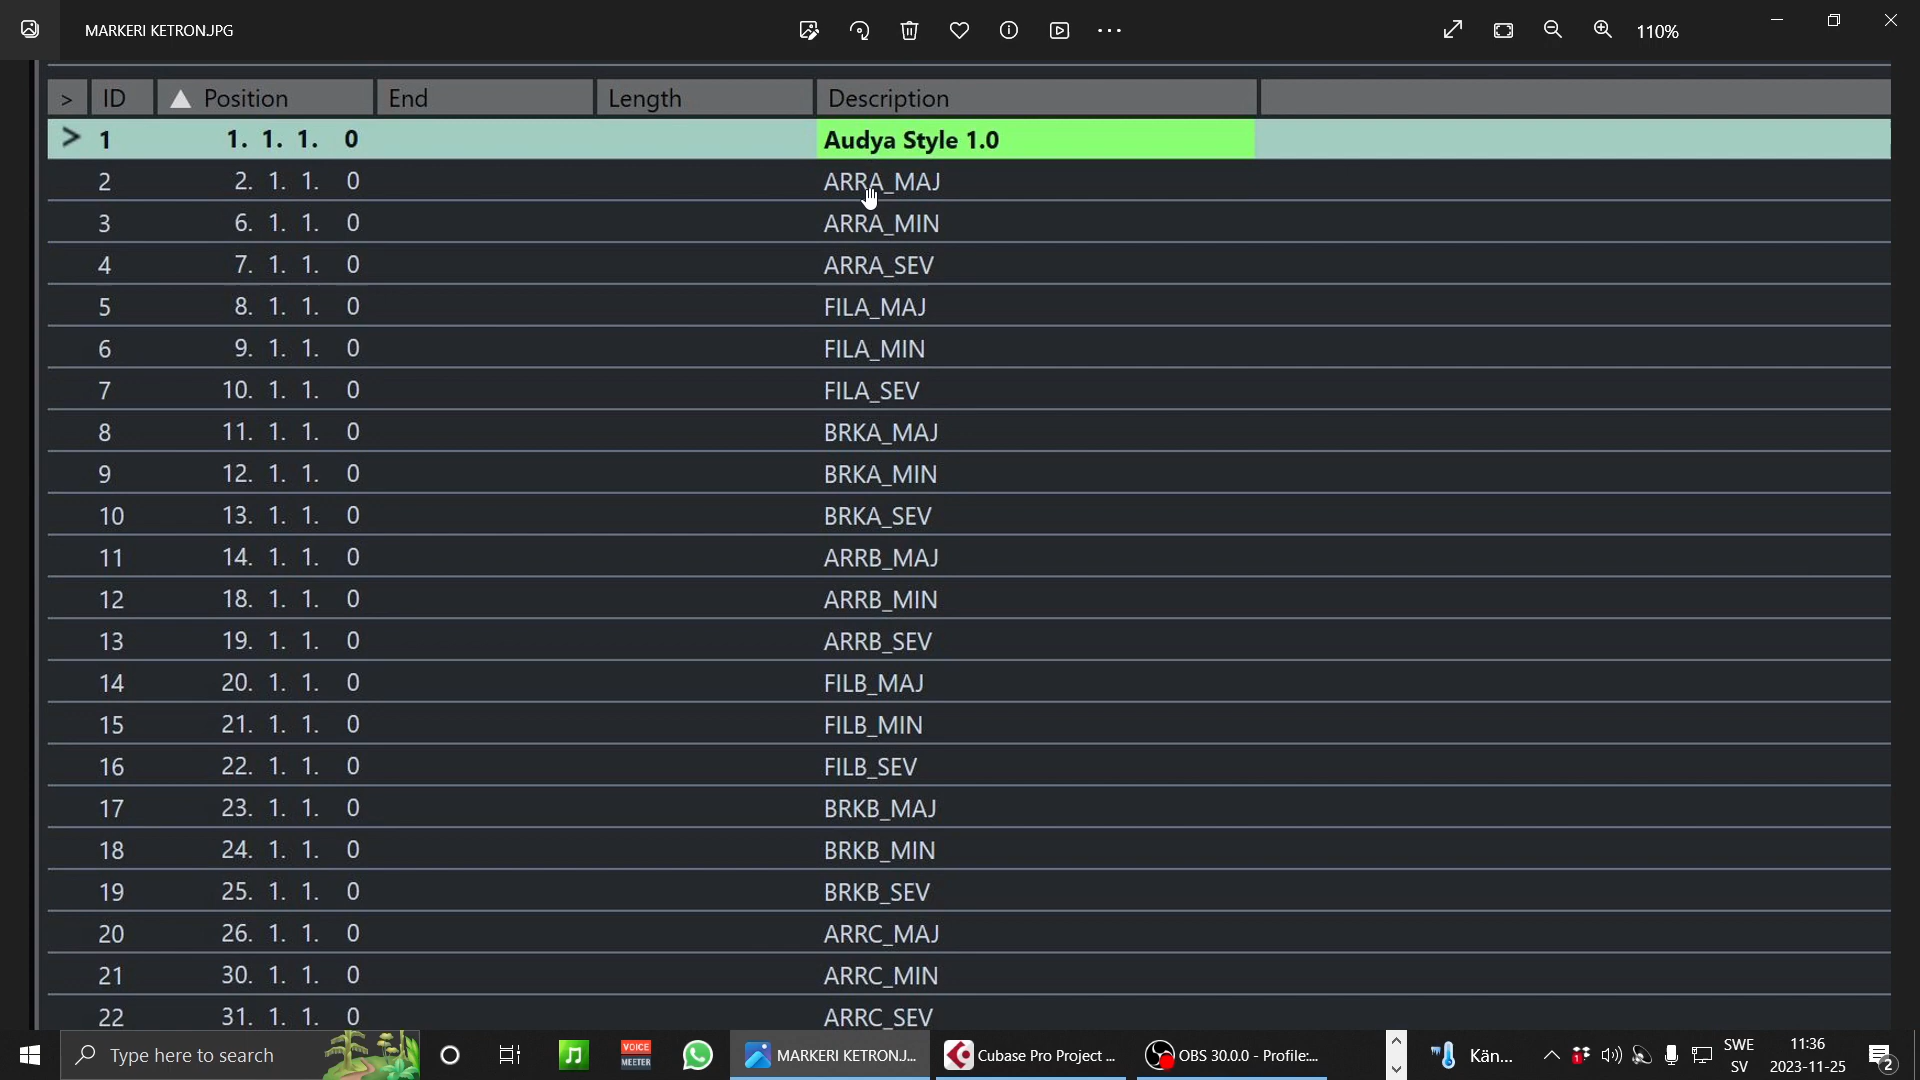 MARKERI KETRON.JPG
110%
> ID Position End Length Description
> 1 1. 1. 1. 0 Audya Style 1.0
2 2. 1. 1. 0 ARRA_MAJ
3 6. 1. 1. 0 ARRA_MIN
4 7. 1. 1. 0 ARRA_SEV
5 8. 1. 1. 0 FILA_MAJ
6 9. 1. 1. 0 FILA_MIN
7 10. 1. 1. 0 FILA_SEV
8 11. 1. 1. 0 BRKA_MAJ
9 12. 1. 1. 0 BRKA_MIN
10 13. 1. 1. 0 BRKA_SEV
11 14. 1. 1. 0 ARRB_MAJ
12 18. 1. 1. 0 ARRB_MIN
13 19. 1. 1. 0 ARRB_SEV
14 20. 1. 1. 0 FILB_MAJ
15 21. 1. 1. 0 FILB_MIN
16 22. 1. 1. 0 FILB_SEV
17 23. 1. 1. 0 BRKB_MAJ
18 24. 1. 1. 0 BRKB_MIN
19 25. 1. 1. 0 BRKB_SEV
20 26. 1. 1. 0 ARRC_MAJ
21 30. 1. 1. 0 ARRC_MIN
22 31. 1. 1. 0 ARRC_SEV
Type here to search
VOICE
MEETER
MARKERI KETRON.J...
Cubase Pro Project ...
OBS 30.0.0 - Profile:...
Kän...
1
SWE
SV
11:36
2023-11-25
2